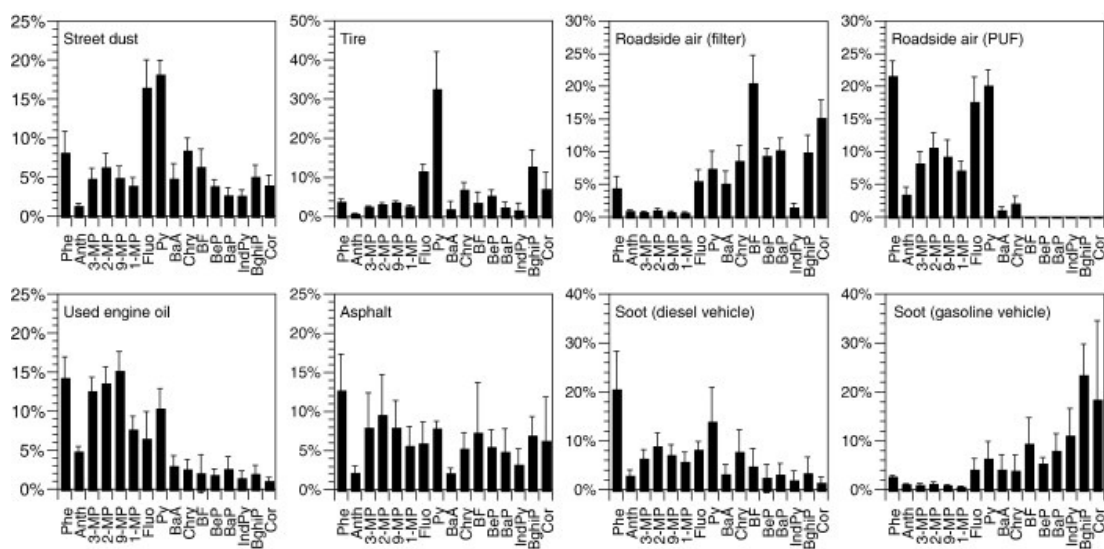 Street dust
25%
20%
15%
10%
5%
0%
Phe
Anth
3-MP
2-MP
9-MP
1-MP
Fluo
Py
BaA
Chry
BF
BeP
BaP
IndPy
BghiP
Cor
Tire
50%
40%
30%
20%
10%
0%
Phe
Anth
3-MP
2-MP
9-MP
1-MP
Fluo
Py
BaA
Chry
BF
BeP
BaP
IndPy
BghiP
Cor
Roadside air (filter)
30%
25%
20%
15%
10%
5%
0%
Phe
Anth
3-MP
2-MP
9-MP
1-MP
Fluo
Py
BaA
Chry
BF
BeP
BaP
IndPy
BghiP
Cor
Roadside air (PUF)
30%
25%
20%
15%
10%
5%
0%
Phe
Anth
3-MP
2-MP
9-MP
1-MP
Fluo
Py
BaA
Chry
BF
BeP
BaP
IndPy
BghiP
Cor
Used engine oil
25%
20%
15%
10%
5%
0%
Phe
Anth
3-MP
2-MP
9-MP
1-MP
Fluo
Py
BaA
Chry
BF
BeP
BaP
IndPy
BghiP
Cor
Asphalt
25%
20%
15%
10%
5%
0%
Phe
Anth
3-MP
2-MP
9-MP
1-MP
Fluo
Py
BaA
Chry
BF
BeP
BaP
IndPy
BghiP
Cor
Soot (diesel vehicle)
40%
30%
20%
10%
0%
Phe
Anth
3-MP
2-MP
9-MP
1-MP
Fluo
Py
BaA
Chry
BF
BeP
BaP
IndPy
BghiP
Cor
Soot (gasoline vehicle)
40%
30%
20%
10%
0%
Phe
Anth
3-MP
2-MP
9-MP
1-MP
Fluo
Py
BaA
Chry
BF
BeP
BaP
IndPy
BghiP
Cor